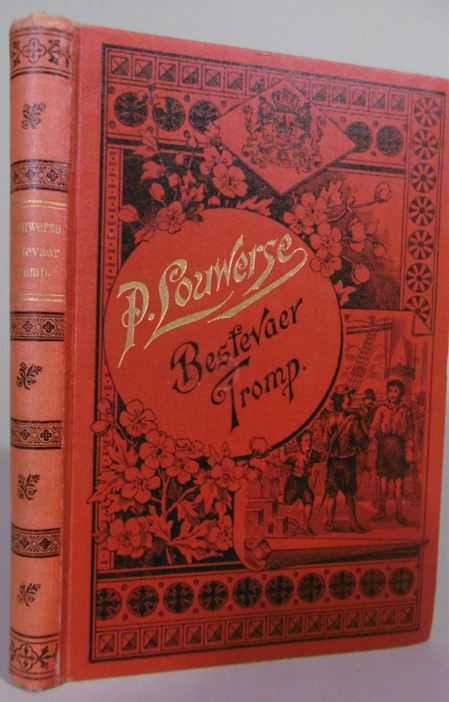 P. Louwerse
Bestevaer
Tromp.
Louwerse
Bestevaer
Tromp.